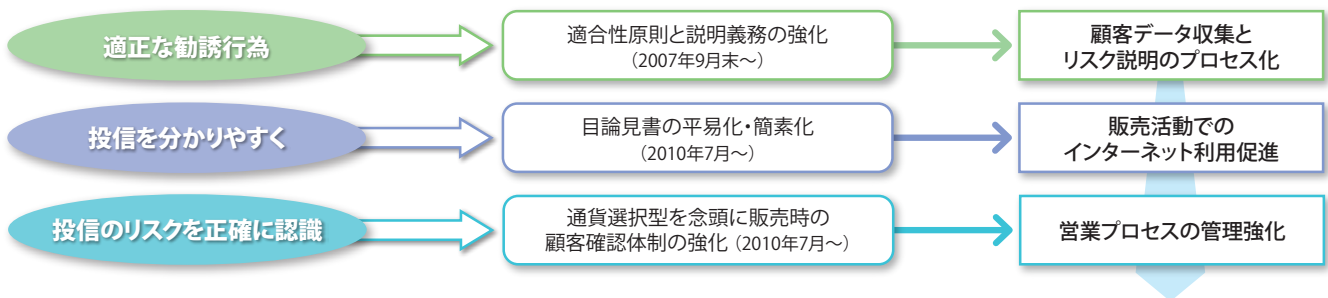 適正な勧誘行為
適合性原則と説明義務の強化
（2007年9月末～）
顧客データ収集と
リスク説明のプロセス化
投信を分かりやすく
目論見書の平易化・簡素化
（2010年7月～）
販売活動での
インターネット利用促進
投信のリスクを正確に認識
通貨選択型を念頭に販売時の
顧客確認体制の強化（2010年7月～）
営業プロセスの管理強化